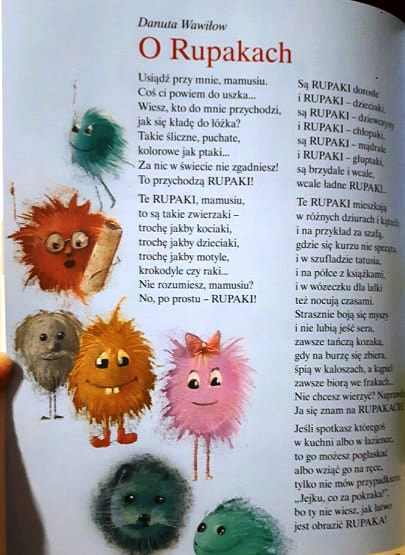 Danuta Wawiłow
O Rupakach
Usiądź przy mnie, mamusiu.
Coś ci powiem do uszka...
Wiesz, kto do mnie przychodzi,
jak się kładę do łóżka?
Takie śliczne, puchate,
kolorowe jak ptaki...
Za nic w świecie nie zgadniesz!
To przychodzą RUPAKI!
Te RUPAKI, mamusiu,
to są takie zwierzaki –
trochę jakby kociaki,
trochę jakby dzieciaki,
trochę jakby motyle,
krokodyle czy raki...
Nie rozumiesz, mamusiu?
No, po prostu – RUPAKI!
Są RUPAKI dorosłe
i RUPAKI – dzieciaki,
są RUPAKI – dziewczyny
i RUPAKI – chłopaki,
są RUPAKI – mądrale
i RUPAKI – głuptaki,
są brzydale i wcale,
wcale ładne RUPAKI...
Te RUPAKI mieszkają
w różnych dziurach i kątach,
i na przykład za szafą,
gdzie się kurzu nie sprząta,
i w szufladzie tatusia,
i na półce z książkami,
i w wózeczku dla lalki
też nocują czasami.
Strasznie boją się myszy
i nie lubią jeść sera,
zawsze tańczą kozaka,
gdy na burzę się zbiera,
śpią w kaloszach, a kąpiel
zawsze biorą we frakach...
Nie chcesz wierzyć? Naprawdę
Ja się znam na RUPAKACH!
Jeśli spotkasz któregoś
w kuchni albo w łazience,
to go możesz pogłaskać
albo wziąć go na ręce,
tylko nie mów przypadkiem:
„Jejku, co za pokraka!”,
bo ty nie wiesz, jak łatwo
jest obrazić RUPAKA!